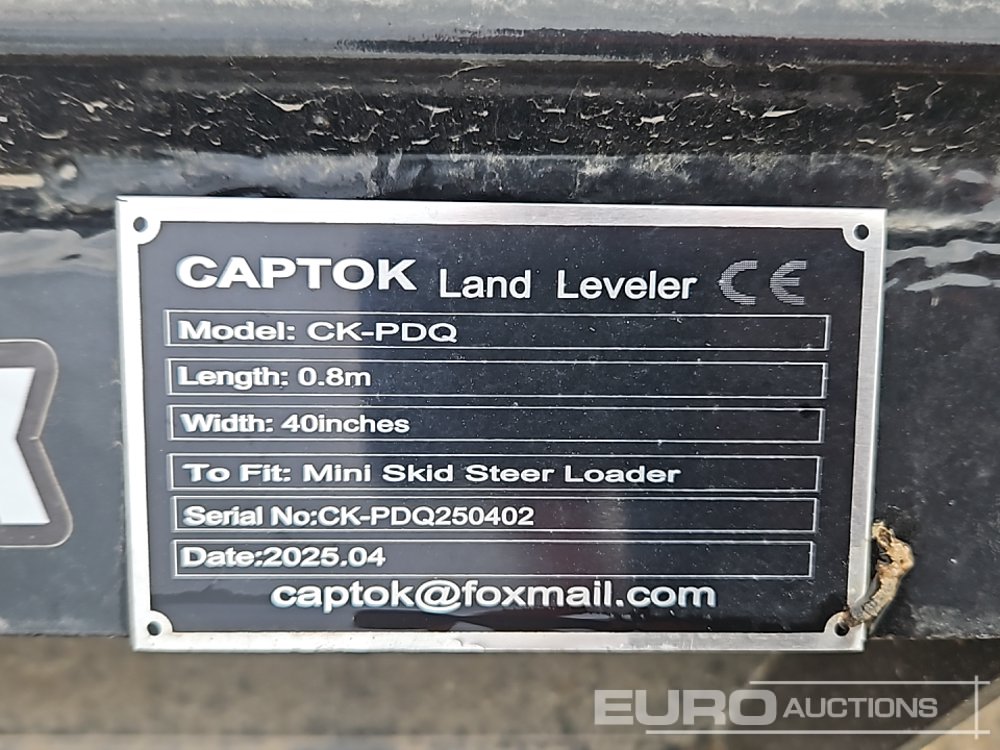 CAPTOK Land Leveler CE
Model: CK-PDQ
Length: 0.8m
Width: 40inches
To Fit: Mini Skid Steer Loader
Serial No:CK-PDQ250402
Date:2025.04
captok@foxmail.com
EURO AUCTIONS